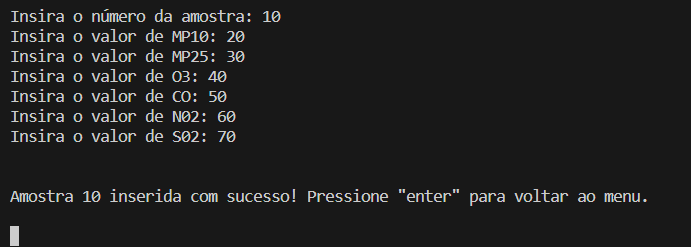 Insira o número da amostra: 10
Insira o valor de MP10: 20
Insira o valor de MP25: 30
Insira o valor de O3: 40
Insira o valor de CO: 50
Insira o valor de N02: 60
Insira o valor de S02: 70
Amostra 10 inserida com sucesso! Pressione "enter" para voltar ao menu.